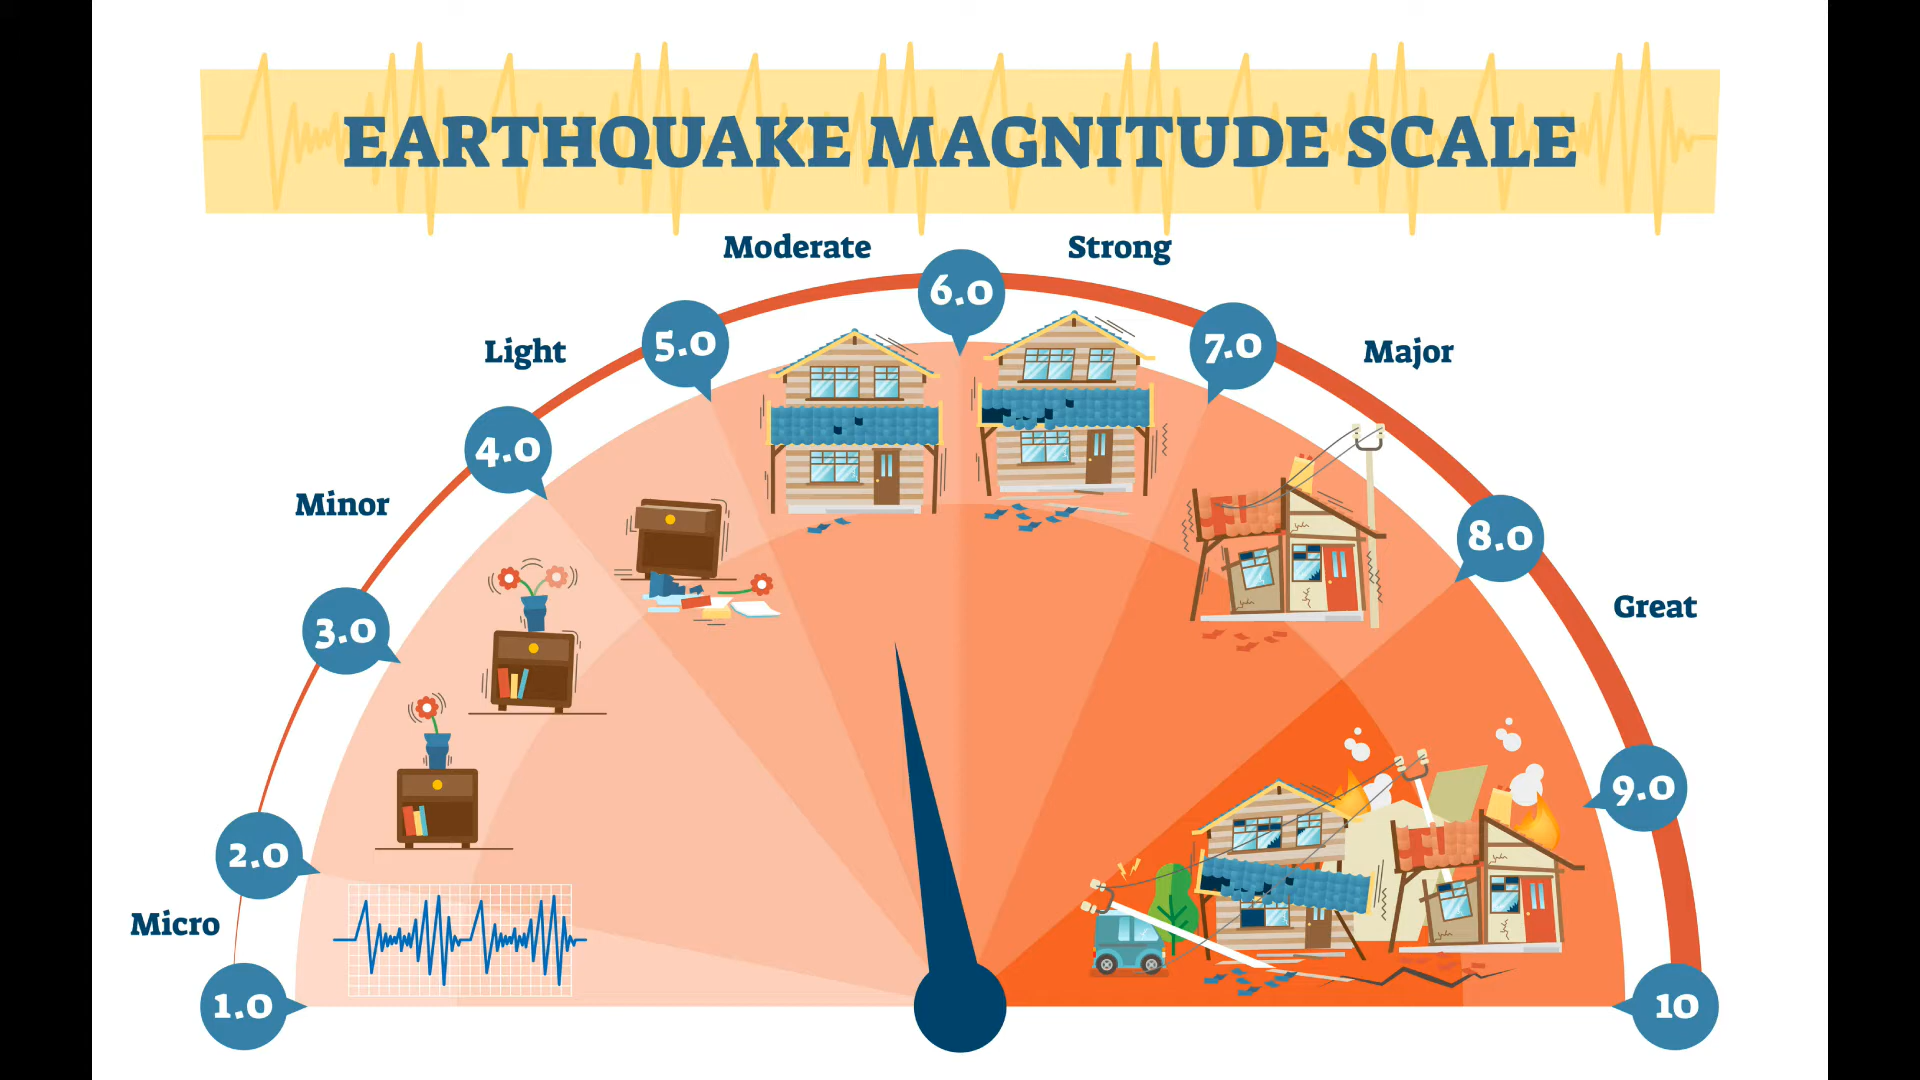 EARTHQUAKE MAGNITUDE SCALE
Moderate
Strong
6.0
5.0
7.0
Light
Major
4.0
8.0
Minor
3.0
Great
9.0
2.0
Micro
1.0
10